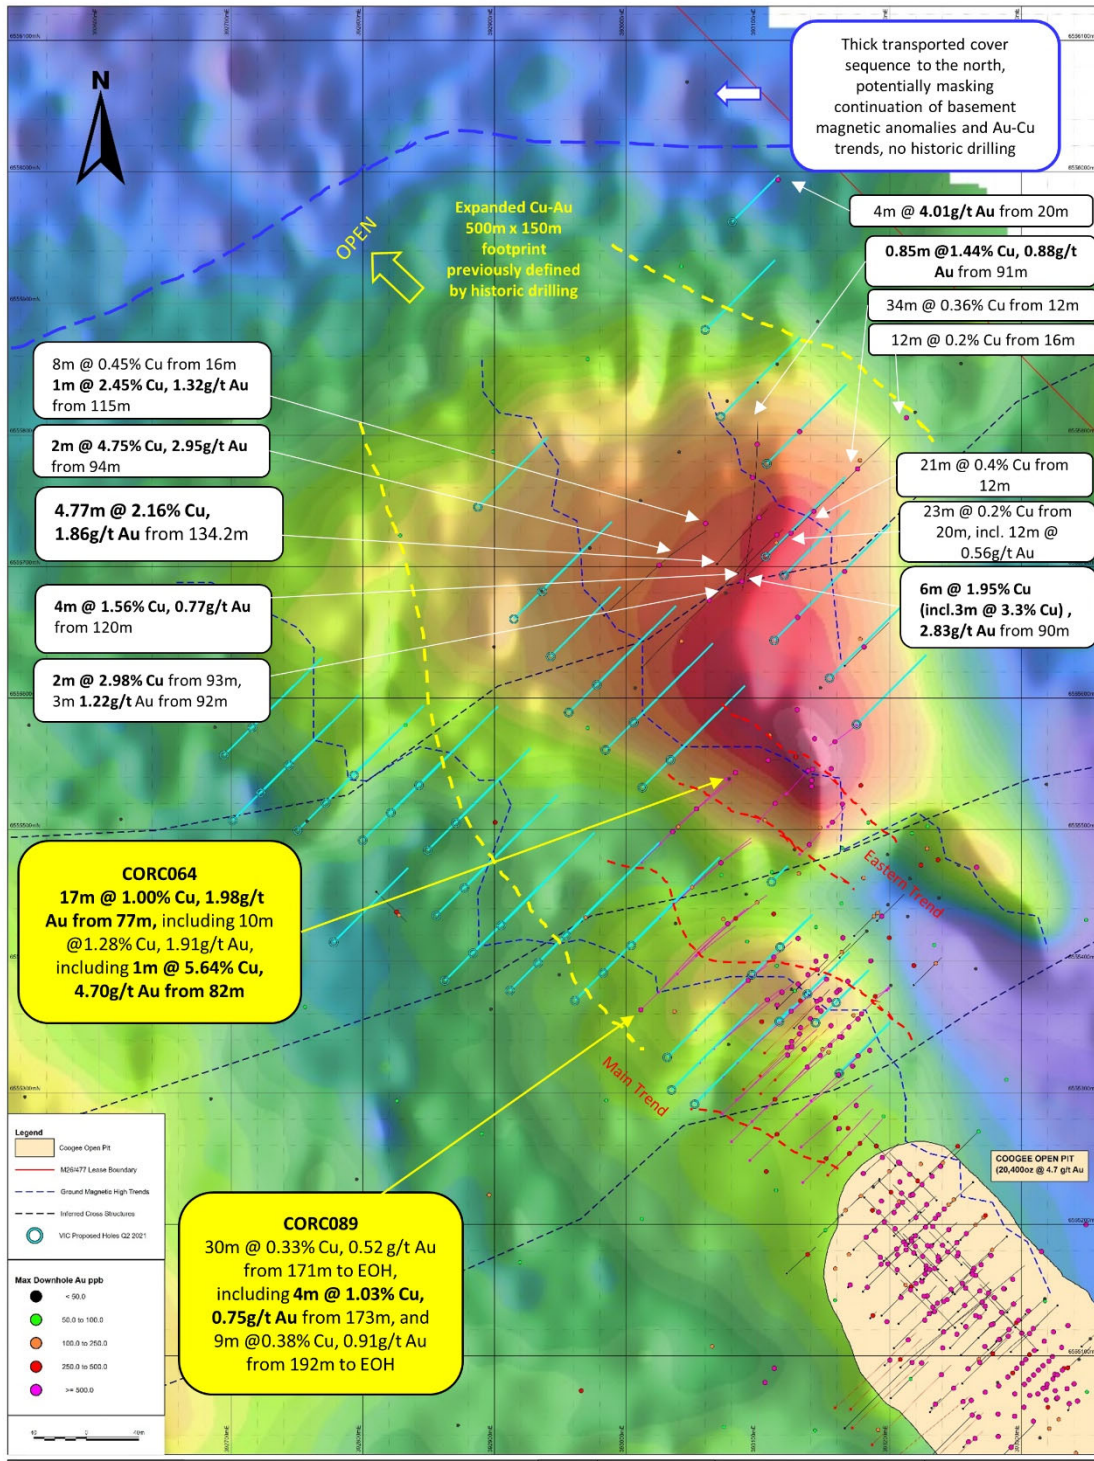 N
Thick transported cover
sequence to the north,
potentially masking
continuation of basement
magnetic anomalies and Au-Cu
trends, no historic drilling
OPEN
Expanded Cu-Au
500m x 150m
footprint
previously defined
by historic drilling
4m @ 4.01g/t Au from 20m
0.85m @1.44% Cu, 0.88g/t
Au from 91m
34m @ 0.36% Cu from 12m
12m @ 0.2% Cu from 16m
8m @ 0.45% Cu from 16m
1m @ 2.45% Cu, 1.32g/t Au
from 115m
2m @ 4.75% Cu, 2.95g/t Au
from 94m
4.77m @ 2.16% Cu,
1.86g/t Au from 134.2m
4m @ 1.56% Cu, 0.77g/t Au
from 120m
2m @ 2.98% Cu from 93m,
3m 1.22g/t Au from 92m
21m @ 0.4% Cu from
12m
23m @ 0.2% Cu from
20m, incl. 12m @
0.56g/t Au
6m @ 1.95% Cu
(incl.3m @ 3.3% Cu) ,
2.83g/t Au from 90m
CORC064
17m @ 1.00% Cu, 1.98g/t
Au from 77m, including 10m
@1.28% Cu, 1.91g/t Au,
including 1m @ 5.64% Cu,
4.70g/t Au from 82m
Eastern Trend
Main Trend
CORC089
30m @ 0.33% Cu, 0.52 g/t Au
from 171m to EOH,
including 4m @ 1.03% Cu,
0.75g/t Au from 173m, and
9m @0.38% Cu, 0.91g/t Au
from 192m to EOH
COOGEE OPEN PIT
(20,400oz @ 4.7 g/t Au
Legend
Coogee Open Pit
M26/477 Lease Boundary
Ground Magnetic High Trends
Inferred Cross Structures
VIC Proposed Holes Q2 2021
Max Downhole Au ppb
< 50.0
50.0 to 100.0
100.0 to 250.0
250.0 to 500.0
>= 500.0